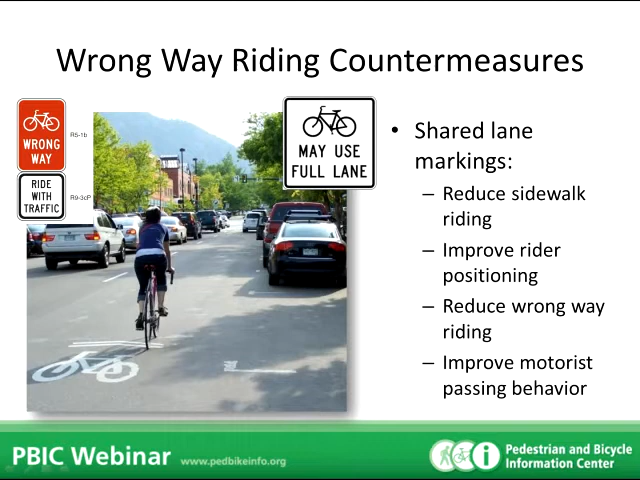 Wrong Way Riding Countermeasures
WRONG
WAY
R5-1b
RIDE
WITH
TRAFFIC
R9-3cP
MAY USE
FULL LANE
• Shared lane
markings:
– Reduce sidewalk
riding
– Improve rider
positioning
– Reduce wrong way
riding
– Improve motorist
passing behavior
PBIC Webinar
www.pedbikeinfo.org
Pedestrian and Bicycle
Information Center